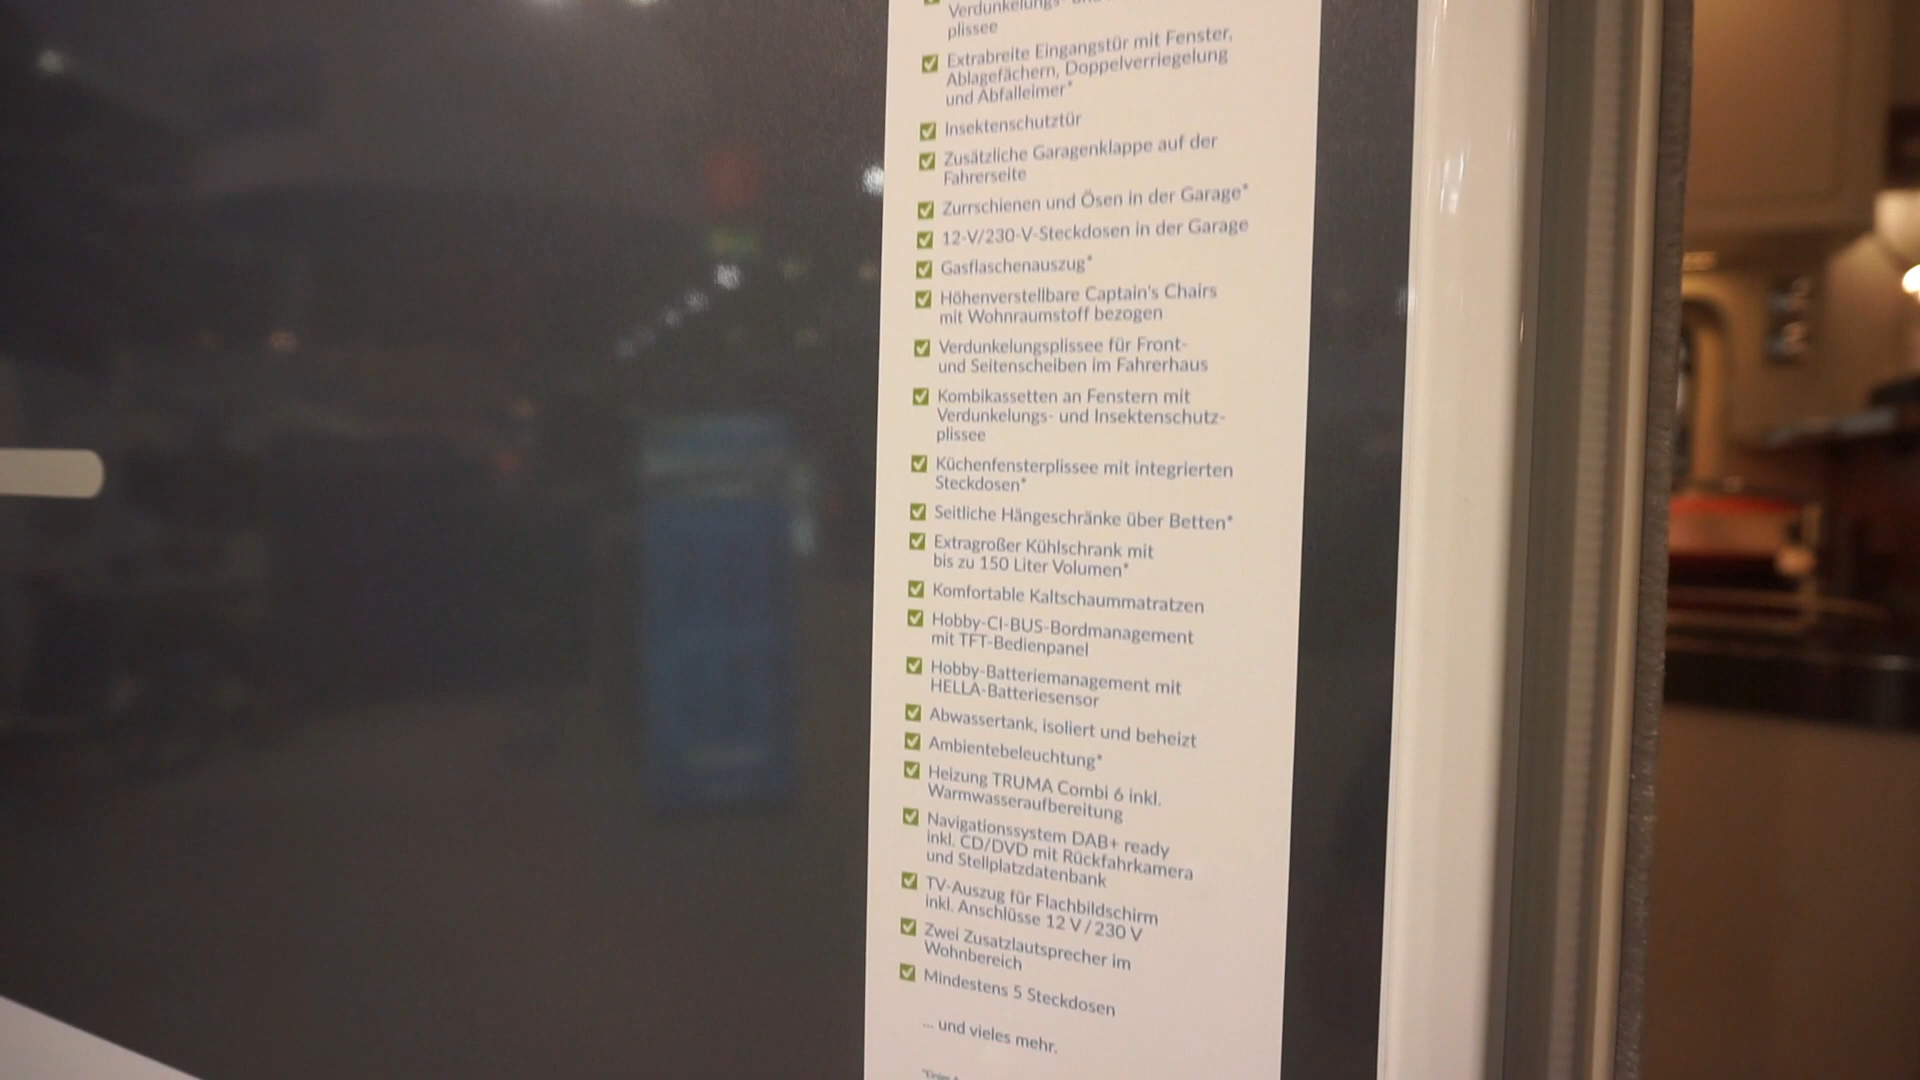 Verdunkelungs-
plissee
Extrabreite Eingangstür mit Fenster,
Ablagefächern, Doppelverriegelung
und Abfalleimer*
Insektenschutztür
Zusätzliche Garagenklappe auf der
Fahrerseite
Zurrschienen und Ösen in der Garage*
12-V/230-V-Steckdosen in der Garage
Gasflaschenauszug*
Höhenverstellbare Captain's Chairs
mit Wohnraumstoff bezogen
Verdunkelungsplissee für Front-
und Seitenscheiben im Fahrerhaus
Kombikassetten an Fenstern mit
Verdunkelungs- und Insektenschutz-
plissee
Küchenfensterplissee mit integrierten
Steckdosen*
Seitliche Hängeschränke über Betten*
Extragroßer Kühlschrank mit
bis zu 150 Liter Volumen*
Komfortable Kaltschaummatratzen
Hobby-CI-BUS-Bordmanagement
mit TFT-Bedienpanel
Hobby-Batteriemanagement mit
HELLA-Batteriesensor
Abwassertank, isoliert und beheizt
Ambientebeleuchtung*
Heizung TRUMA Combi 6 inkl.
Warmwasseraufbereitung
Navigationssystem DAB+ ready
inkl. CD/DVD mit Rückfahrkamera
und Stellplatzdatenbank
TV-Auszug für Flachbildschirm
inkl. Anschlüsse 12 V / 230 V
Zwei Zusatzlautsprecher im
Wohnbereich
Mindestens 5 Steckdosen
... und vieles mehr.